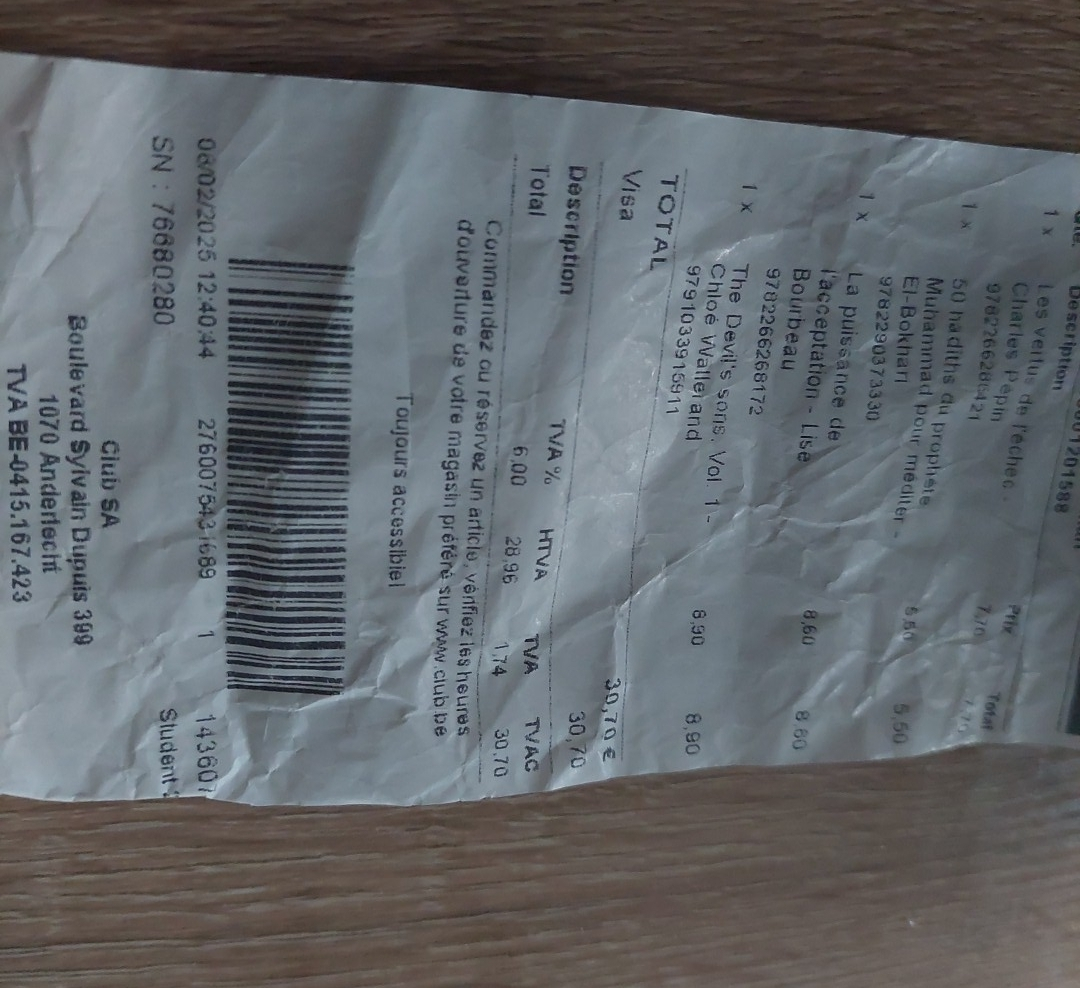 Description
Prix Total
1 x Les vertus de l'échec -
Charles Pépin
9782266286421 7,70 7,70
1 x 50 hadiths du prophète
Muhammad pour méditer -
El-Bokhari
9782290373330 5,50 5,50
1 x La puissance de
l'acceptation - Lise
Bourbeau
9782266268172 8,60 8,60
1 x The Devil's sons. Vol. 1 -
Chloé Wallerand
9791033915911 8,90 8,90
TOTAL 30,70 €
Visa 30,70
Description TVA% HTVA TVA TVAC
Total 6,00 28,96 1,74 30,70
Commandez ou réservez un article, vérifiez les heures
d'ouverture de votre magasin préféré sur www.club.be
Toujours accessible!
08/02/2025 12:40:44 1 143607
SN : 76680280 Student
Club SA
Boulevard Sylvain Dupuis 399
1070 Anderlecht
TVA BE-0415.167.423